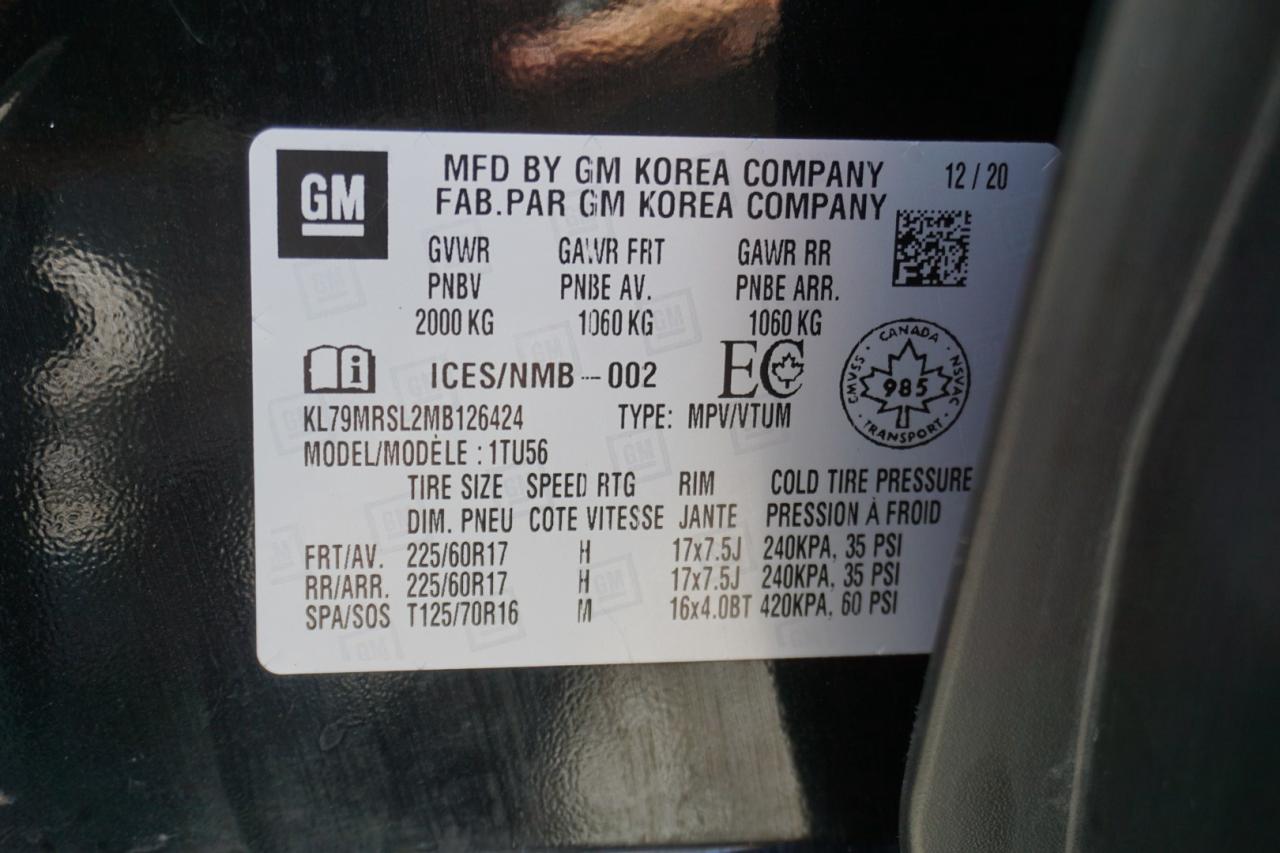 GM
MFD BY GM KOREA COMPANY 12 / 20
FAB.PAR GM KOREA COMPANY
GVWR GAWR FRT GAWR RR
PNBV PNBE AV. PNBE ARR.
2000 KG 1060 KG 1060 KG
i ICES/NMB -- 002 EC
CANADA
CMVSS 985 NSVAC
TRANSPORT
KL79MRSL2MB126424 TYPE: MPV/VTUM
MODEL/MODÈLE : 1TU56
TIRE SIZE SPEED RTG RIM COLD TIRE PRESSURE
DIM. PNEU COTE VITESSE JANTE PRESSION À FROID
FRT/AV. 225/60R17 H 17x7.5J 240KPA, 35 PSI
RR/ARR. 225/60R17 H 17x7.5J 240KPA, 35 PSI
SPA/SOS T125/70R16 M 16x4.0BT 420KPA, 60 PSI